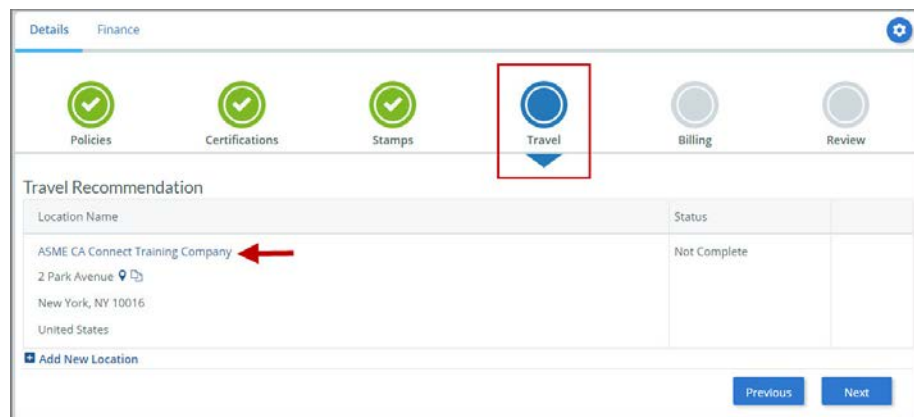 Details Finance
Policies Certifications Stamps Travel Billing Review
Travel Recommendation
Location Name Status
ASME CA Connect Training Company Not Complete
2 Park Avenue
New York, NY 10016
United States
Add New Location
Previous Next